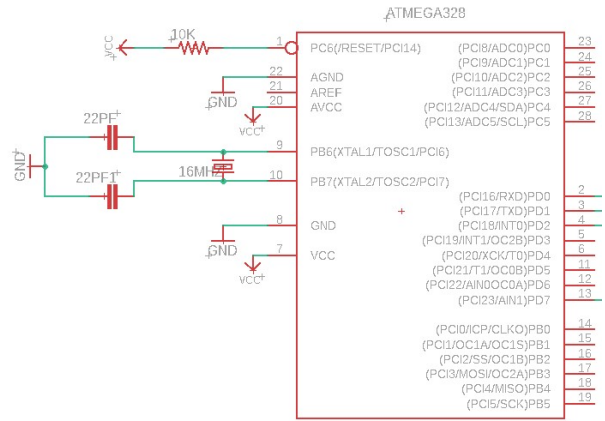 ATMEGA328
10K
VCC
1
PC6(/RESET/PCI14)
22
AGND
GND
21
AREF
20
AVCC
VCC
22PF
9
PB6(XTAL1/TOSC1/PCI6)
GND
22PF1
16MHZ
10
PB7(XTAL2/TOSC2/PCI7)
8
GND
GND
7
VCC
VCC
(PCI8/ADC0)PC0 23
(PCI9/ADC1)PC1 24
(PCI10/ADC2)PC2 25
(PCI11/ADC3)PC3 26
(PCI12/ADC4/SDA)PC4 27
(PCI13/ADC5/SCL)PC5 28
(PCI16/RXD)PD0 2
(PCI17/TXD)PD1 3
(PCI18/INT0)PD2 4
(PCI19/INT1/OC2B)PD3 5
(PCI20/XCK/T0)PD4 6
(PCI21/T1/OC0B)PD5 11
(PCI22/AIN0OC0A)PD6 12
(PCI23/AIN1)PD7 13
(PCI0/ICP/CLKO)PB0 14
(PCI1/OC1A/OC1S)PB1 15
(PCI2/SS/OC1B)PB2 16
(PCI3/MOSI/OC2A)PB3 17
(PCI4/MISO)PB4 18
(PCI5/SCK)PB5 19